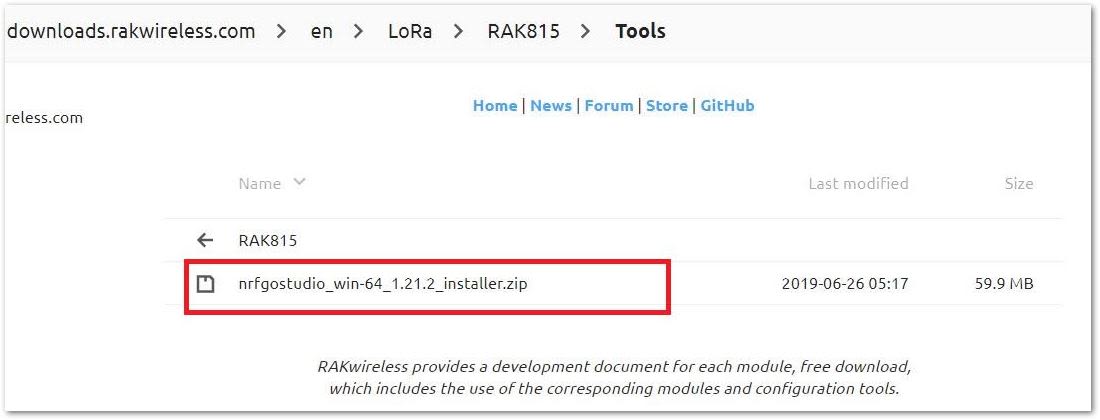 downloads.rakwireless.com > en > LoRa > RAK815 > Tools
Home | News | Forum | Store | GitHub
reless.com
Name Last modified Size
RAK815
nrfgostudio_win-64_1.21.2_installer.zip 2019-06-26 05:17 59.9 MB
RAKwireless provides a development document for each module, free download,
which includes the use of the corresponding modules and configuration tools.